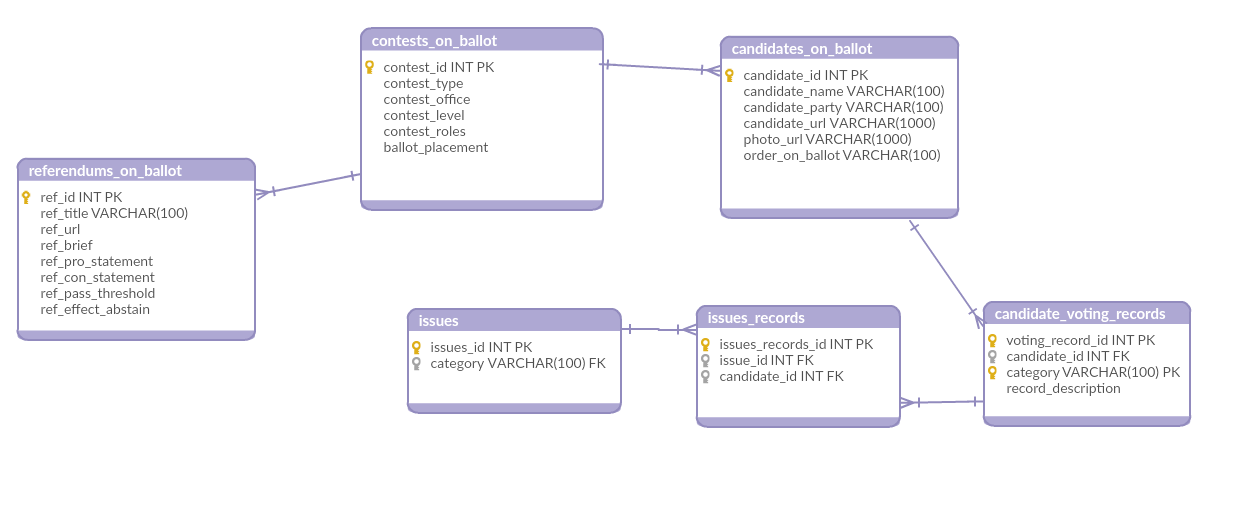 contests_on_ballot
contest_id INT PK
contest_type
contest_office
contest_level
contest_roles
ballot_placement
candidates_on_ballot
candidate_id INT PK
candidate_name VARCHAR(100)
candidate_party VARCHAR(100)
candidate_url VARCHAR(1000)
photo_url VARCHAR(1000)
order_on_ballot VARCHAR(100)
referendums_on_ballot
ref_id INT PK
ref_title VARCHAR(100)
ref_url
ref_brief
ref_pro_statement
ref_con_statement
ref_pass_threshold
ref_effect_abstain
issues
issues_id INT PK
category VARCHAR(100) FK
issues_records
issues_records_id INT PK
issue_id INT FK
candidate_id INT FK
candidate_voting_records
voting_record_id INT PK
candidate_id INT FK
category VARCHAR(100) PK
record_description